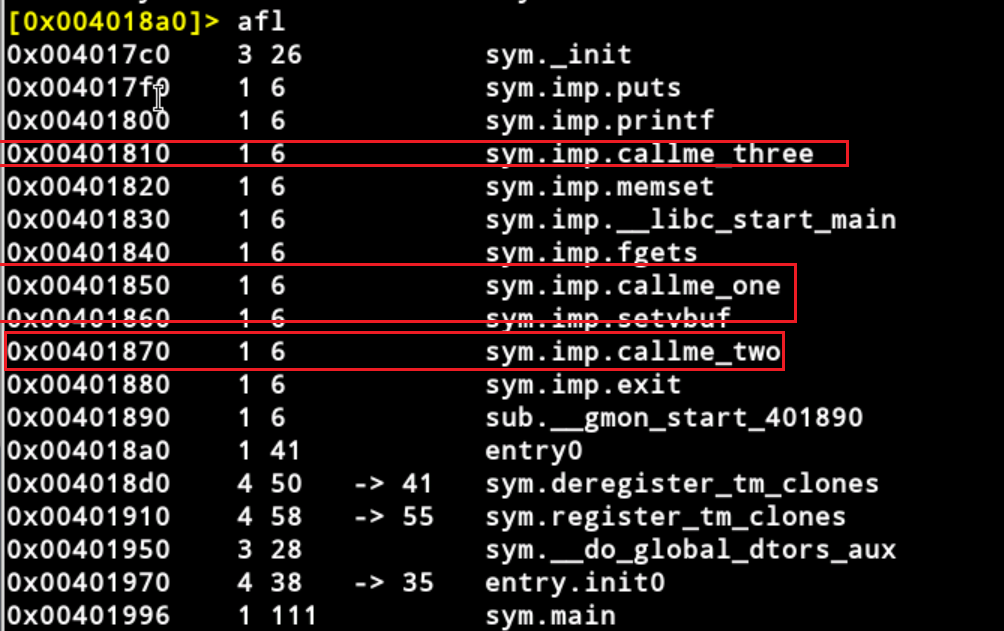 [0x004018a0]> afl
0x004017c0 3 26 sym._init
0x004017f0 1 6 sym.imp.puts
0x00401800 1 6 sym.imp.printf
0x00401810 1 6 sym.imp.callme_three
0x00401820 1 6 sym.imp.memset
0x00401830 1 6 sym.imp.__libc_start_main
0x00401840 1 6 sym.imp.fgets
0x00401850 1 6 sym.imp.callme_one
0x00401860 1 6 sym.imp.setvbuf
0x00401870 1 6 sym.imp.callme_two
0x00401880 1 6 sym.imp.exit
0x00401890 1 6 sub.__gmon_start_401890
0x004018a0 1 41 entry0
0x004018d0 4 50 -> 41 sym.deregister_tm_clones
0x00401910 4 58 -> 55 sym.register_tm_clones
0x00401950 3 28 sym.__do_global_dtors_aux
0x00401970 4 38 -> 35 entry.init0
0x00401996 1 111 sym.main